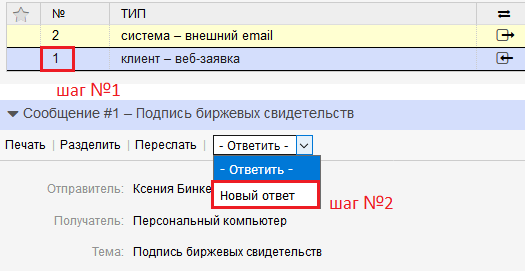 № ТИП
2 система – внешний email
1 клиент – веб-заявка
шаг №1
Сообщение #1 – Подпись биржевых свидетельств
Печать | Разделить | Переслать | - Ответить -
- Ответить -
Новый ответ
шаг №2
Отправитель: Ксения Бинке
Получатель: Персональный компьютер
Тема: Подпись биржевых свидетельств